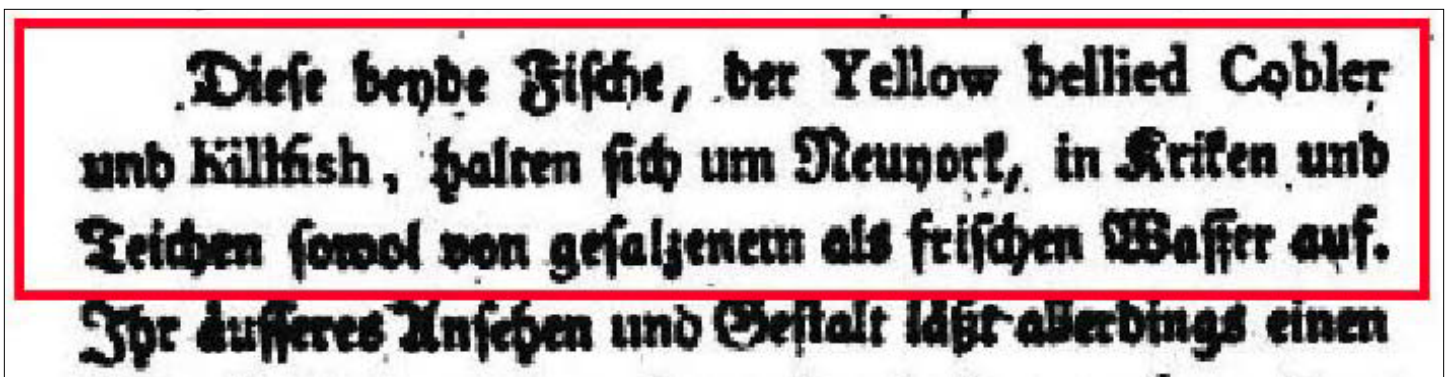 Diese beyde Fische, der Yellow bellied Cobler
und Killfish, halten sich um Neuyork, in Kriken und
Teichen sowol von gesalzenem als frischen Wasser auf.
Ihr äusseres Ansehen und Gestalt läßt allerdings einen